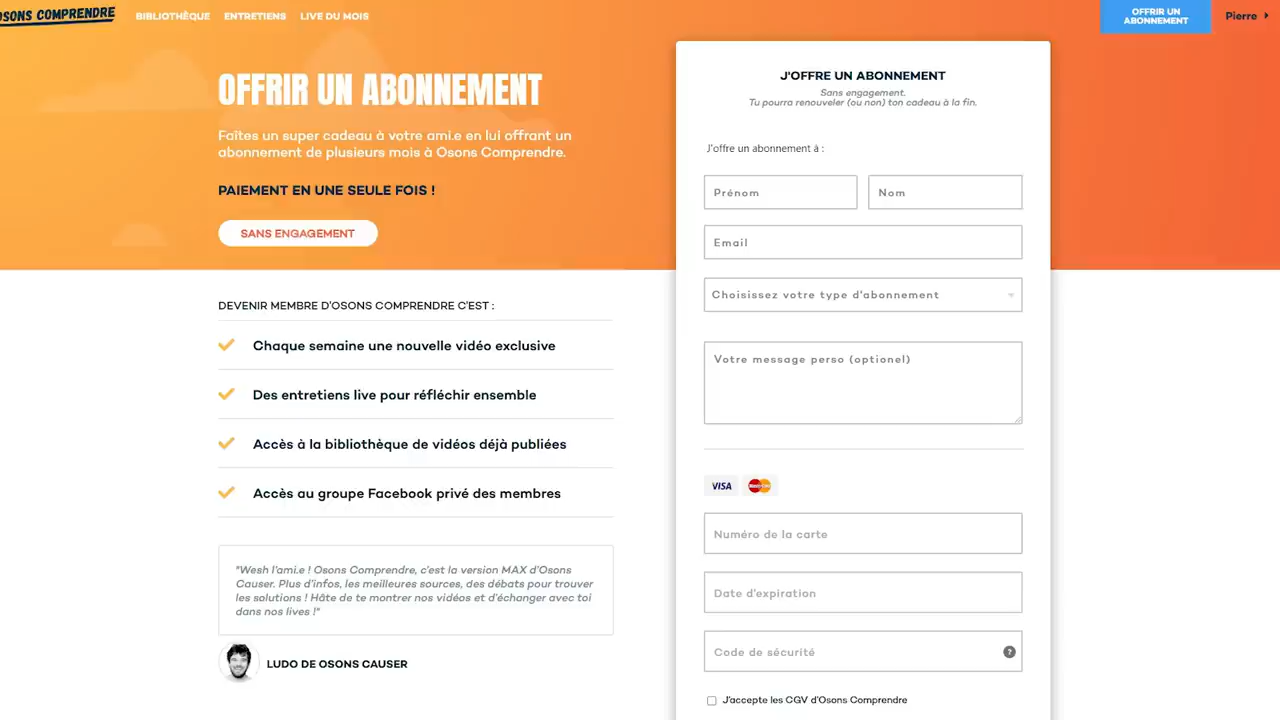 OSONS COMPRENDRE
BIBLIOTHÈQUE
ENTRETIENS
LIVE DU MOIS
OFFRIR UN
ABONNEMENT
Pierre
OFFRIR UN ABONNEMENT
Faîtes un super cadeau à votre ami.e en lui offrant un
abonnement de plusieurs mois à Osons Comprendre.
PAIEMENT EN UNE SEULE FOIS !
SANS ENGAGEMENT
DEVENIR MEMBRE D'OSONS COMPRENDRE C'EST :
Chaque semaine une nouvelle vidéo exclusive
Des entretiens live pour réfléchir ensemble
Accès à la bibliothèque de vidéos déjà publiées
Accès au groupe Facebook privé des membres
"Wesh l'ami.e ! Osons Comprendre, c'est la version MAX d'Osons
Causer. Plus d'infos, les meilleures sources, des débats pour trouver
les solutions ! Hâte de te montrer nos vidéos et d'échanger avec toi
dans nos lives !"
LUDO DE OSONS CAUSER
J'OFFRE UN ABONNEMENT
Sans engagement.
Tu pourra renouveler (ou non) ton cadeau à la fin.
J'offre un abonnement à :
Prénom
Nom
Email
Choisissez votre type d'abonnement
Votre message perso (optionel)
VISA
MasterCard
Numéro de la carte
Date d'expiration
Code de sécurité
?
J'accepte les CGV d'Osons Comprendre